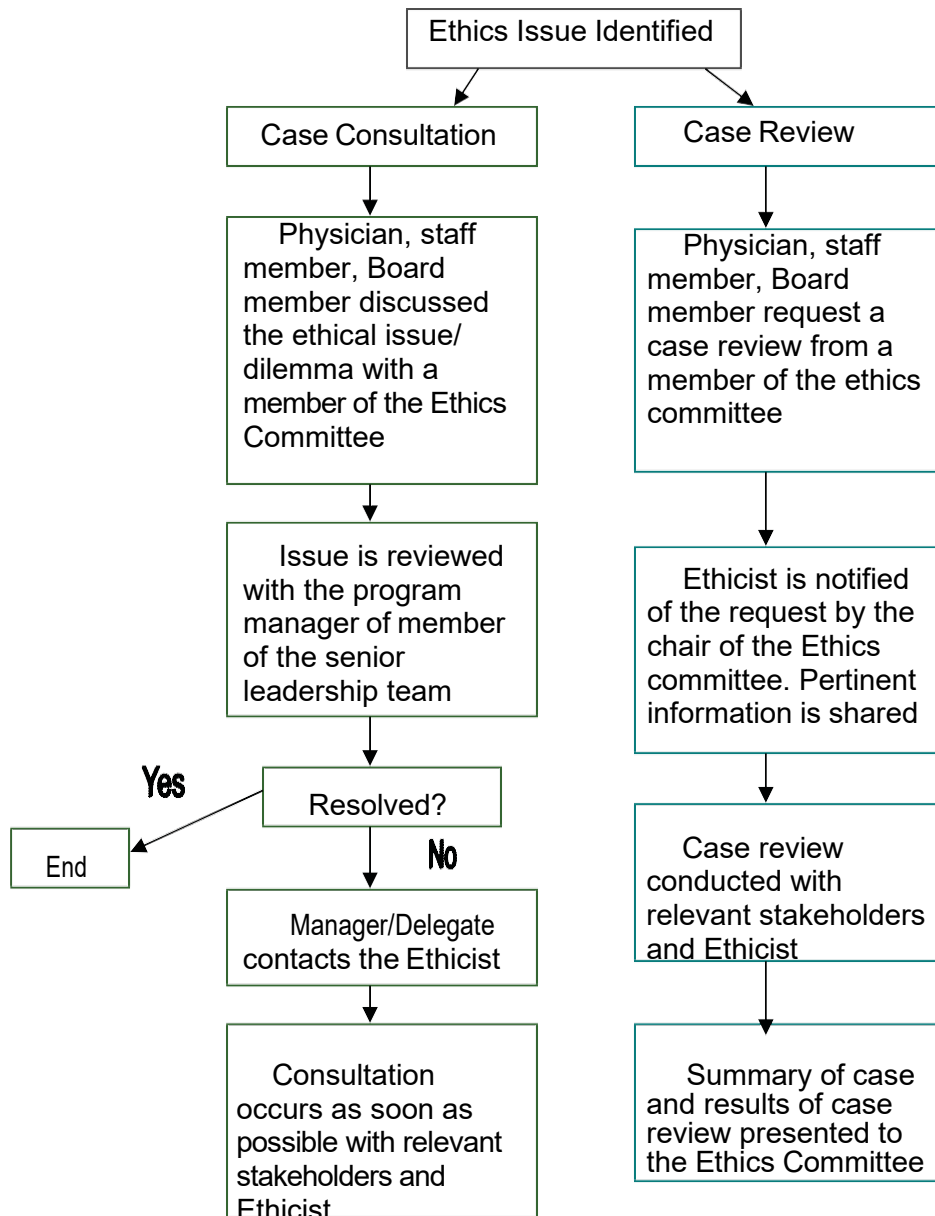 Ethics Issue Identified
Case Consultation
Physician, staff
member, Board
member discussed
the ethical issue/
dilemma with a
member of the Ethics
Committee
Issue is reviewed
with the program
manager of member
of the senior
leadership team
Resolved?
Yes
End
No
Manager/Delegate
contacts the Ethicist
Consultation
occurs as soon as
possible with relevant
stakeholders and
Ethicist
Case Review
Physician, staff
member, Board
member request a
case review from a
member of the ethics
committee
Ethicist is notified
of the request by the
chair of the Ethics
committee. Pertinent
information is shared
Case review
conducted with
relevant stakeholders
and Ethicist
Summary of case
and results of case
review presented to
the Ethics Committee